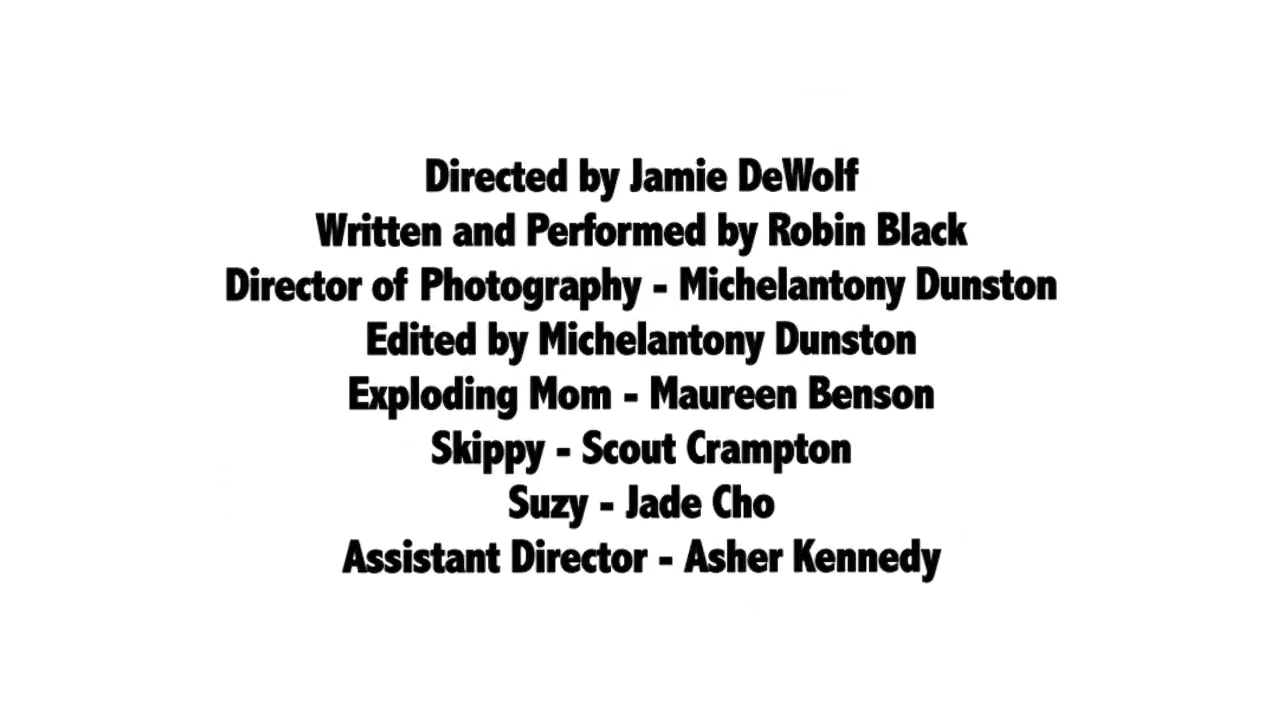 Directed by Jamie DeWolf
Written and Performed by Robin Black
Director of Photography - Michelantony Dunston
Edited by Michelantony Dunston
Exploding Mom - Maureen Benson
Skippy - Scout Crampton
Suzy - Jade Cho
Assistant Director - Asher Kennedy